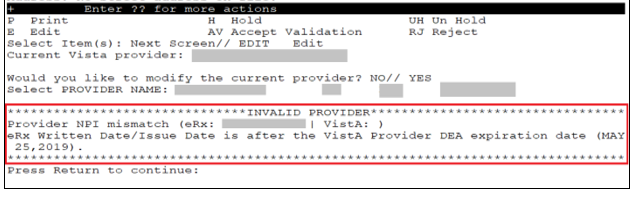 +         Enter ?? for more actions
P  Print                  H  Hold                   UH Un Hold
E  Edit                   AV Accept Validation      RJ Reject
Select Item(s): Next Screen// EDIT   Edit
Current Vista provider:
Would you like to modify the current provider? NO// YES
Select PROVIDER NAME:
*******************************INVALID PROVIDER*********************************
Provider NPI mismatch (eRx:            | VistA: )
eRx Written Date/Issue Date is after the VistA Provider DEA expiration date (MAY
 25,2019).
********************************************************************************
Press Return to continue: